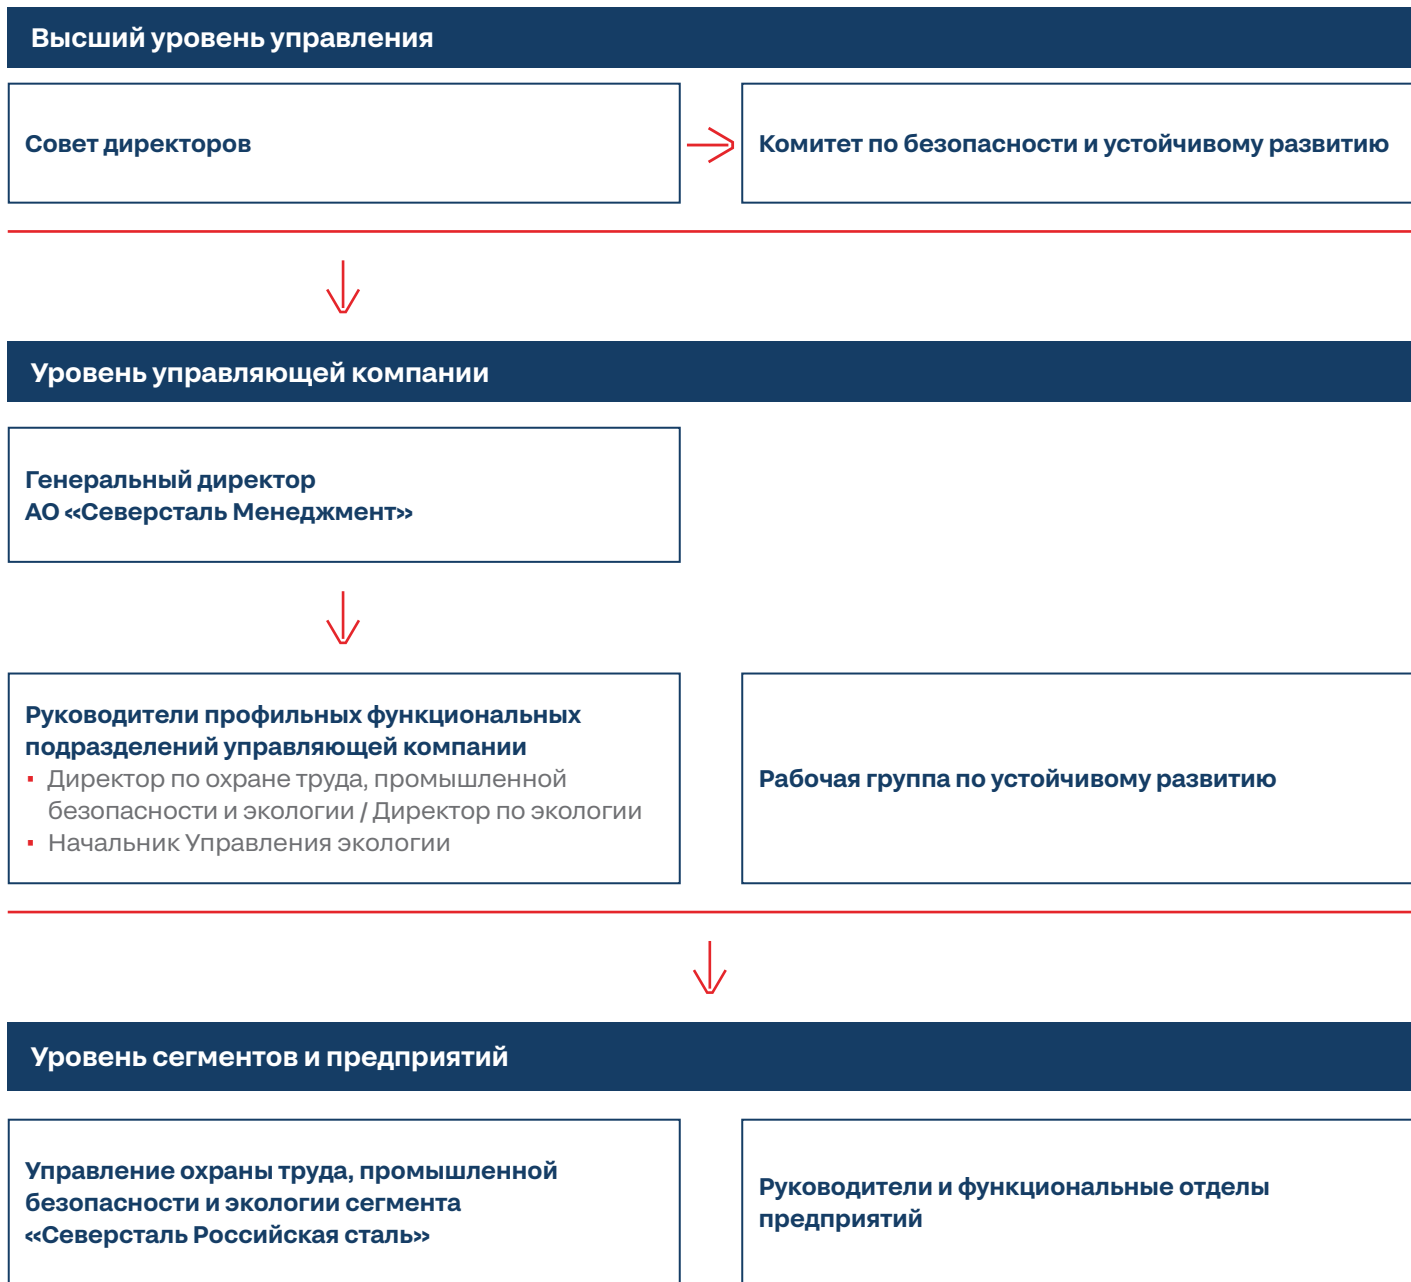 Высший уровень управления
Совет директоров
Комитет по безопасности и устойчивому развитию
Уровень управляющей компании
Генеральный директор
АО «Северсталь Менеджмент»
Руководители профильных функциональных
подразделений управляющей компании
▪ Директор по охране труда, промышленной
безопасности и экологии / Директор по экологии
▪ Начальник Управления экологии
Рабочая группа по устойчивому развитию
Уровень сегментов и предприятий
Управление охраны труда, промышленной
безопасности и экологии сегмента
«Северсталь Российская сталь»
Руководители и функциональные отделы
предприятий